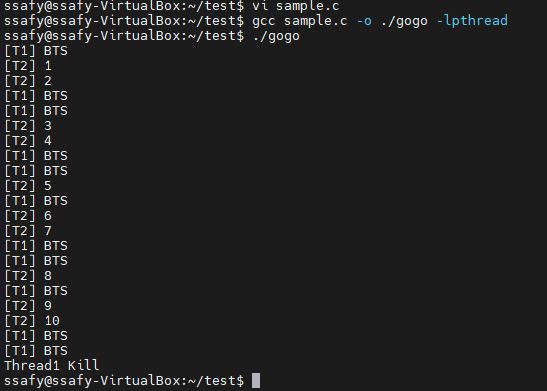 ssafy@ssafy-VirtualBox:~/test$ vi sample.c
ssafy@ssafy-VirtualBox:~/test$ gcc sample.c -o ./gogo -lpthread
ssafy@ssafy-VirtualBox:~/test$ ./gogo
[T1] BTS
[T2] 1
[T2] 2
[T1] BTS
[T1] BTS
[T2] 3
[T2] 4
[T1] BTS
[T1] BTS
[T2] 5
[T1] BTS
[T2] 6
[T2] 7
[T1] BTS
[T1] BTS
[T2] 8
[T1] BTS
[T2] 9
[T2] 10
[T1] BTS
[T1] BTS
Thread1 Kill
ssafy@ssafy-VirtualBox:~/test$